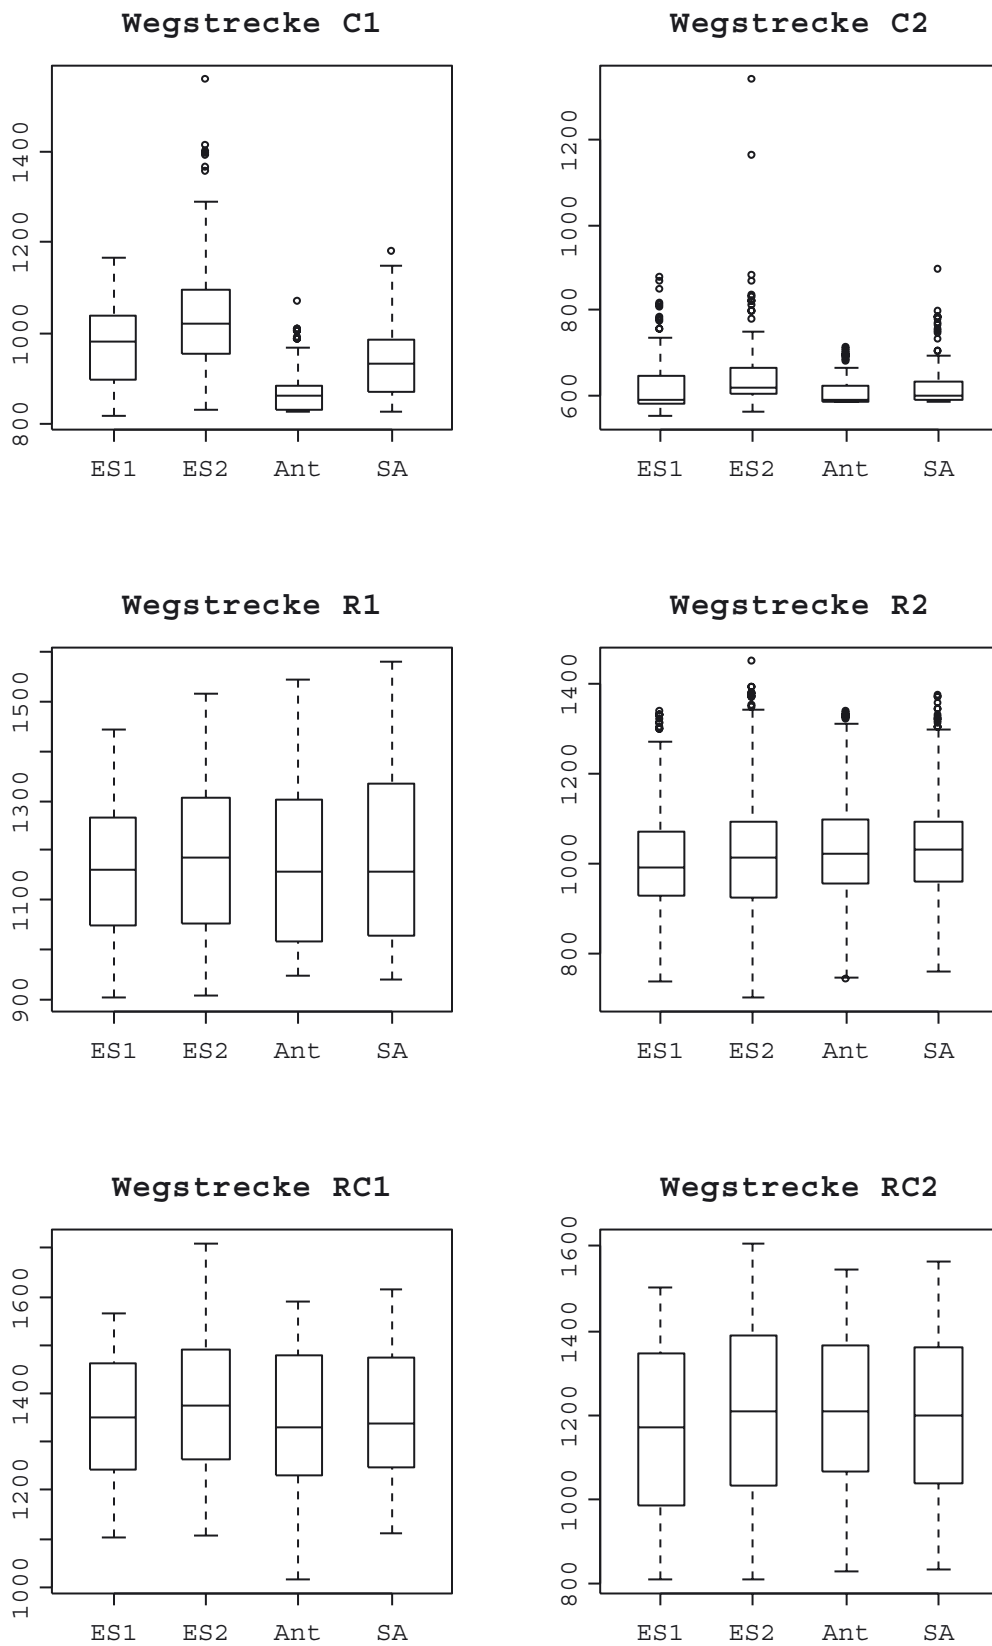 Wegstrecke C1
1400
1200
1000
800
ES1 ES2 Ant SA
Wegstrecke C2
1200
1000
800
600
ES1 ES2 Ant SA
Wegstrecke R1
1500
1300
1100
900
ES1 ES2 Ant SA
Wegstrecke R2
1400
1200
1000
800
ES1 ES2 Ant SA
Wegstrecke RC1
1600
1400
1200
1000
ES1 ES2 Ant SA
Wegstrecke RC2
1600
1400
1200
1000
800
ES1 ES2 Ant SA